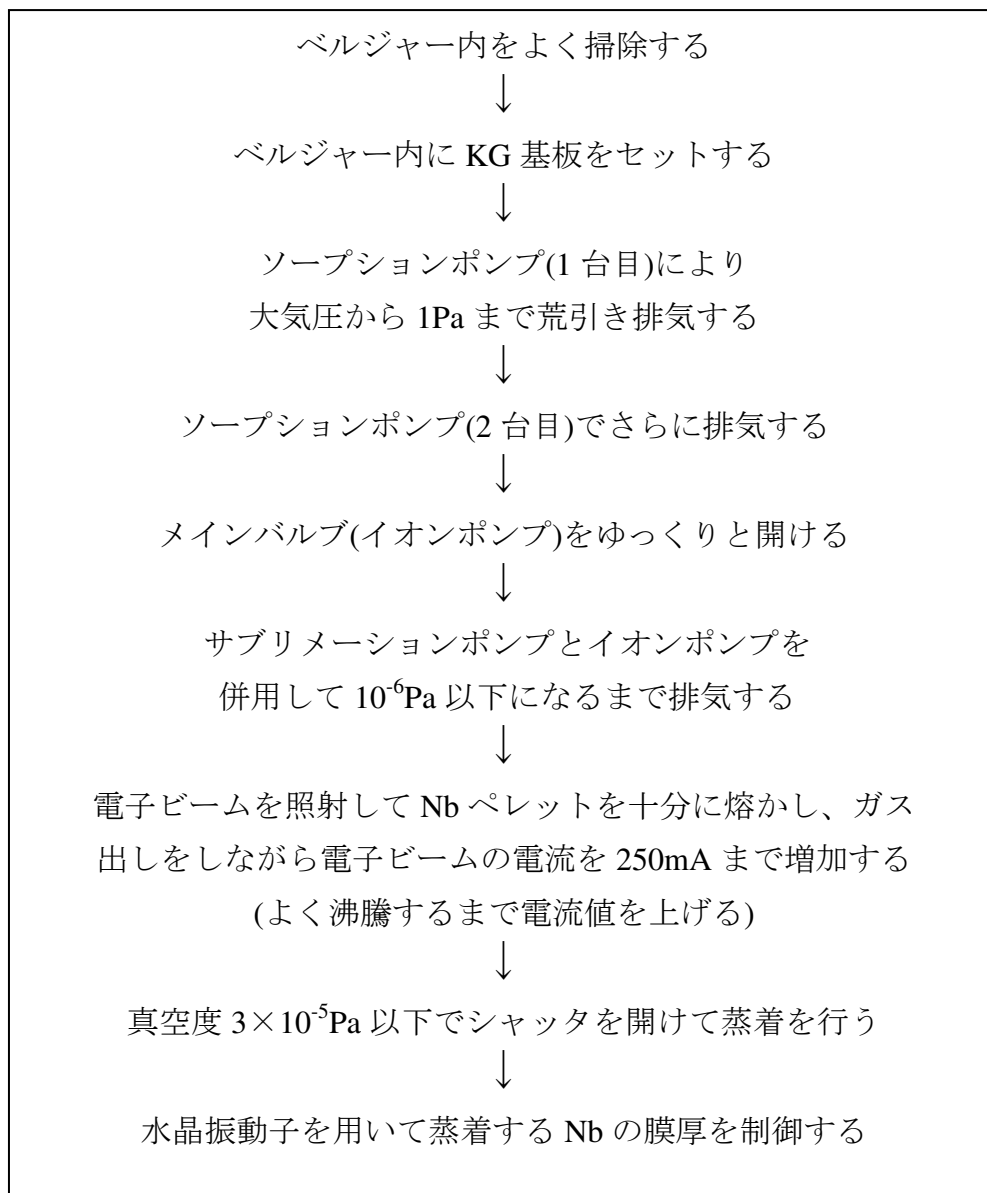 ベルジャー内をよく掃除する
↓
ベルジャー内に KG 基板をセットする
↓
ソープションポンプ(1 台目)により
大気圧から 1Pa まで荒引き排気する
↓
ソープションポンプ(2 台目)でさらに排気する
↓
メインバルブ(イオンポンプ)をゆっくりと開ける
↓
サブリメーションポンプとイオンポンプを
併用して 10⁻⁶Pa 以下になるまで排気する
↓
電子ビームを照射して Nb ペレットを十分に熔かし、ガス
出しをしながら電子ビームの電流を 250mA まで増加する
(よく沸騰するまで電流値を上げる)
↓
真空度 3×10⁻⁵Pa 以下でシャッタを開けて蒸着を行う
↓
水晶振動子を用いて蒸着する Nb の膜厚を制御する